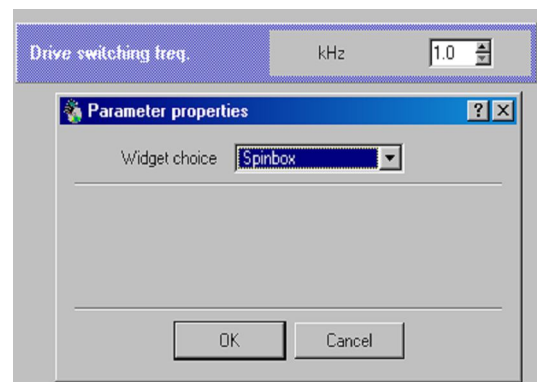 Drive switching freq. kHz 1.0
Parameter properties
Widget choice Spinbox
OK Cancel